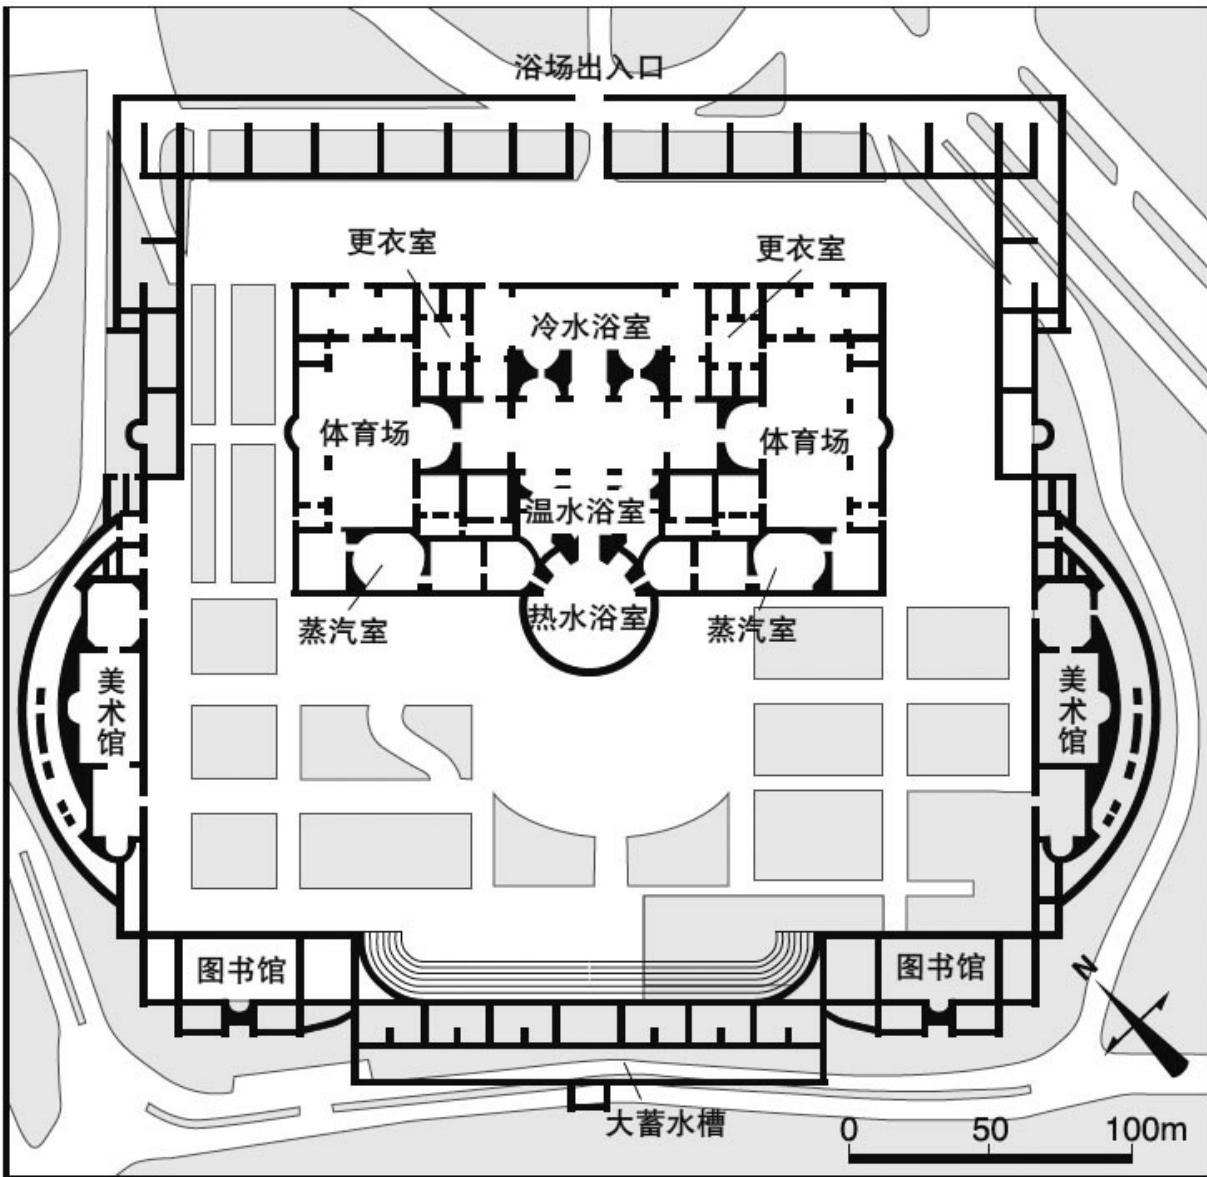 浴场出入口
更衣室
更衣室
冷水浴室
体育场
体育场
温水浴室
热水浴室
蒸汽室
蒸汽室
美术馆
美术馆
图书馆
图书馆
N
大蓄水槽
0 50 100m